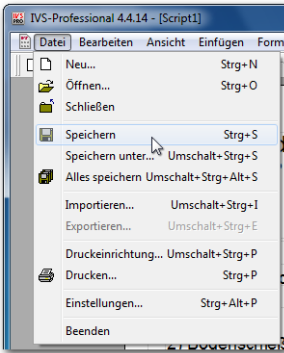 IVS-Professional 4.4.14 - [Script1]
Datei Bearbeiten Ansicht Einfügen Form
Neu... Strg+N
Öffnen... Strg+O
Schließen
Speichern Strg+S
Speichern unter... Umschalt+Strg+S
Alles speichern Umschalt+Strg+Alt+S
Importieren... Umschalt+Strg+I
Exportieren... Umschalt+Strg+E
Druckeinrichtung... Umschalt+Strg+P
Drucken... Strg+P
Einstellungen... Strg+Alt+P
Beenden